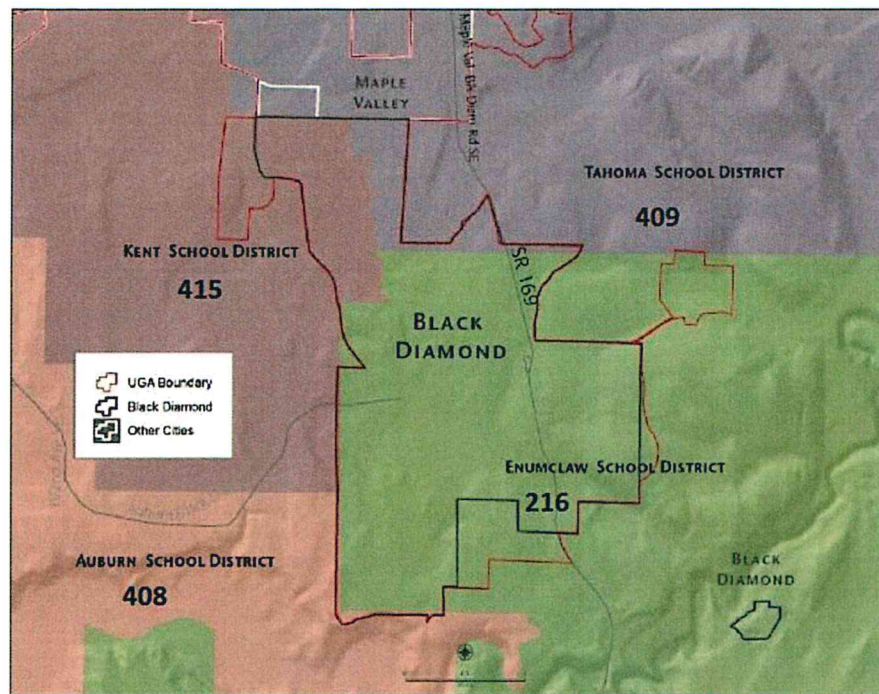 MAPLE
VALLEY
TAHOMA SCHOOL DISTRICT
409
KENT SCHOOL DISTRICT
415
SR 169
BLACK
DIAMOND
UGA Boundary
Black Diamond
Other Cities
ENUMCLAW SCHOOL DISTRICT
216
AUBURN SCHOOL DISTRICT
408
BLACK
DIAMOND